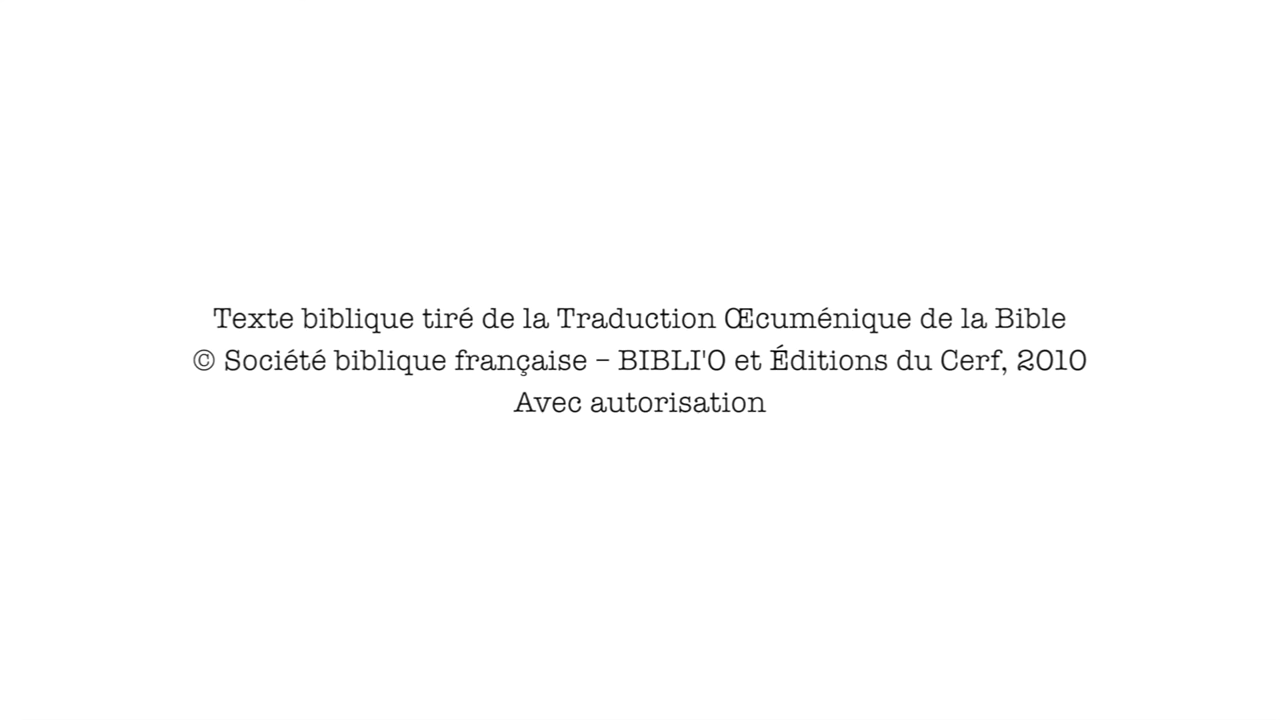 Texte biblique tiré de la Traduction Œcuménique de la Bible
© Société biblique française – BIBLI'O et Éditions du Cerf, 2010
Avec autorisation